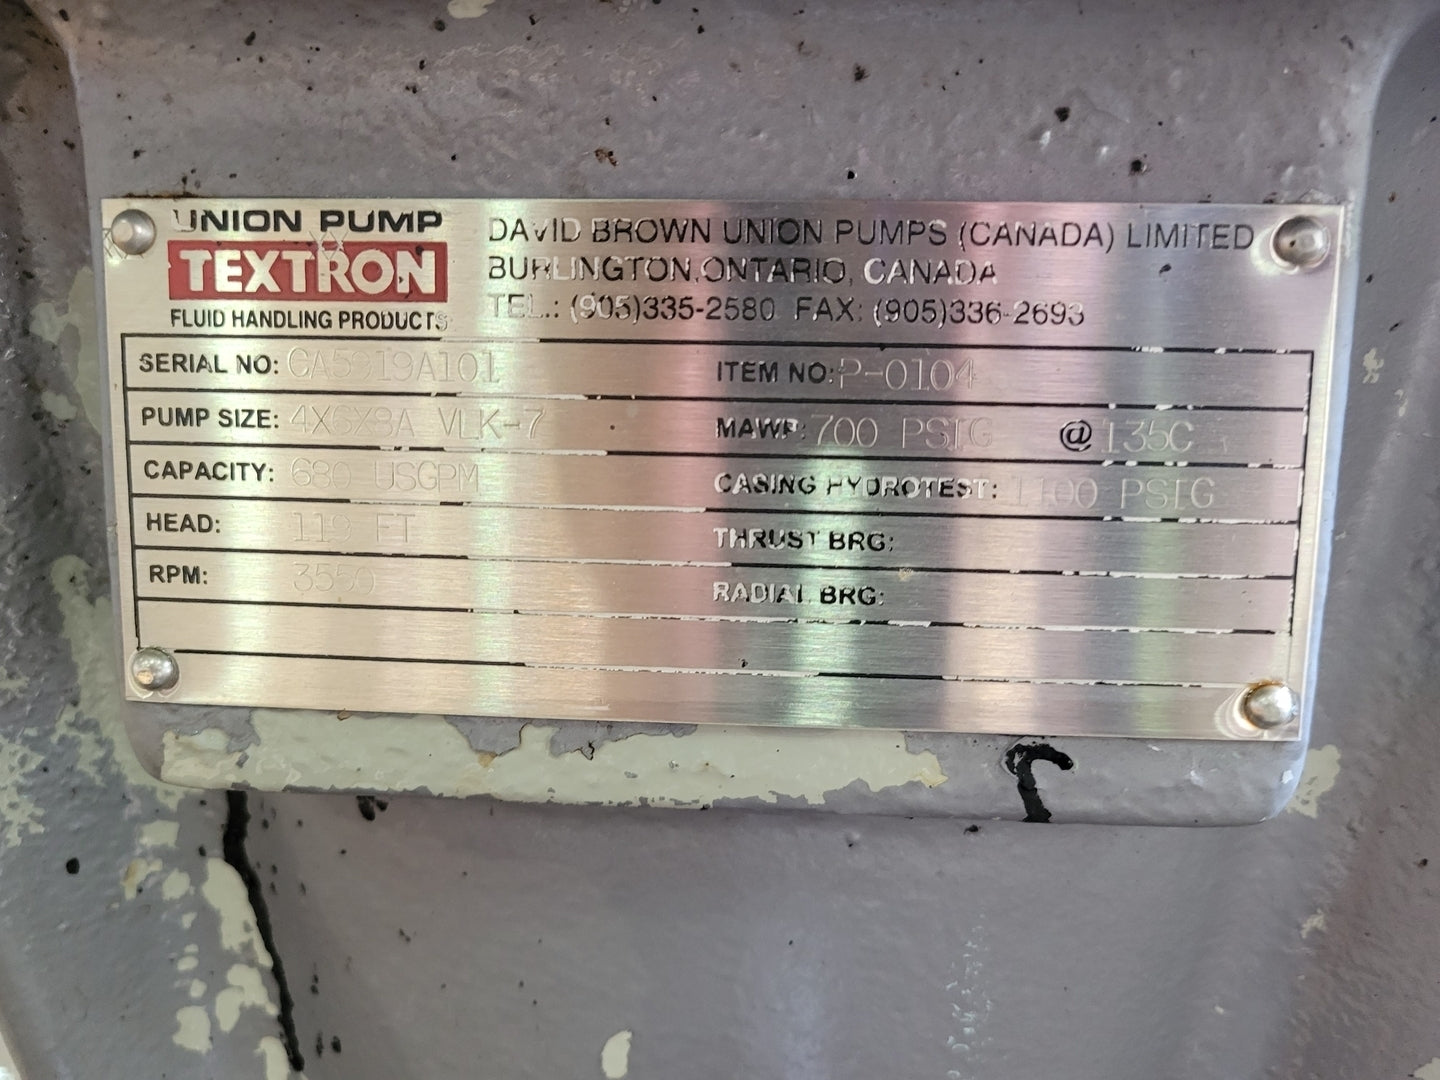 UNION PUMP
TEXTRON
FLUID HANDLING PRODUCTS
DAVID BROWN UNION PUMPS (CANADA) LIMITED
BURLINGTON, ONTARIO, CANADA
TEL.: (905)335-2580 FAX: (905)336-2693
SERIAL NO: CA5919A101
ITEM NO: P-0104
PUMP SIZE: 4X6X8A VLK-7
MAWP: 700 PSIG @ 135C
CAPACITY: 680 USGPM
CASING HYDROTEST: 1100 PSIG
HEAD: 119 FT
THRUST BRG:
RPM: 3550
RADIAL BRG: